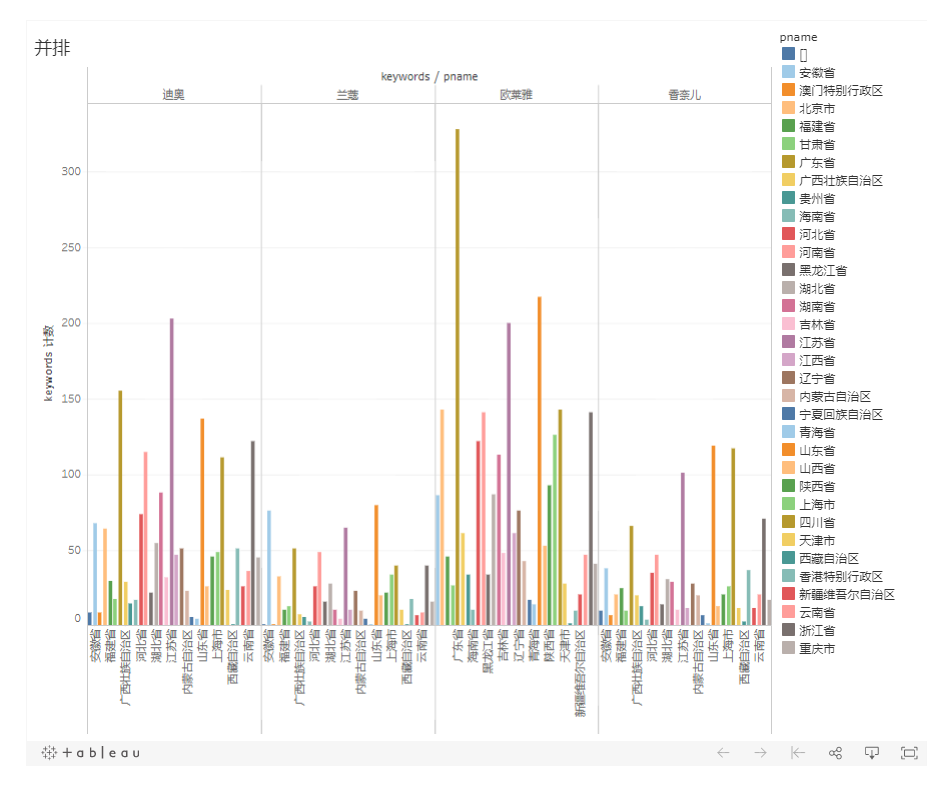 并排
keywords / pname
迪奥
兰蔻
欧莱雅
香奈儿
keywords 计数
300
250
200
150
100
50
0
安徽省
福建省
广西壮族自治区
河北省
湖北省
江苏省
内蒙古自治区
山东省
上海市
西藏自治区
云南省
安徽省
福建省
广西壮族自治区
河北省
湖北省
江苏省
内蒙古自治区
山东省
上海市
西藏自治区
云南省
广东省
海南省
黑龙江省
吉林省
辽宁省
青海省
陕西省
天津市
新疆维吾尔自治区
安徽省
福建省
广西壮族自治区
河北省
湖北省
江苏省
内蒙古自治区
山东省
上海市
西藏自治区
云南省
pname
[]
安徽省
澳门特别行政区
北京市
福建省
甘肃省
广东省
广西壮族自治区
贵州省
海南省
河北省
河南省
黑龙江省
湖北省
湖南省
吉林省
江苏省
江西省
辽宁省
内蒙古自治区
宁夏回族自治区
青海省
山东省
山西省
陕西省
上海市
四川省
天津市
西藏自治区
香港特别行政区
新疆维吾尔自治区
云南省
浙江省
重庆市
+ableau